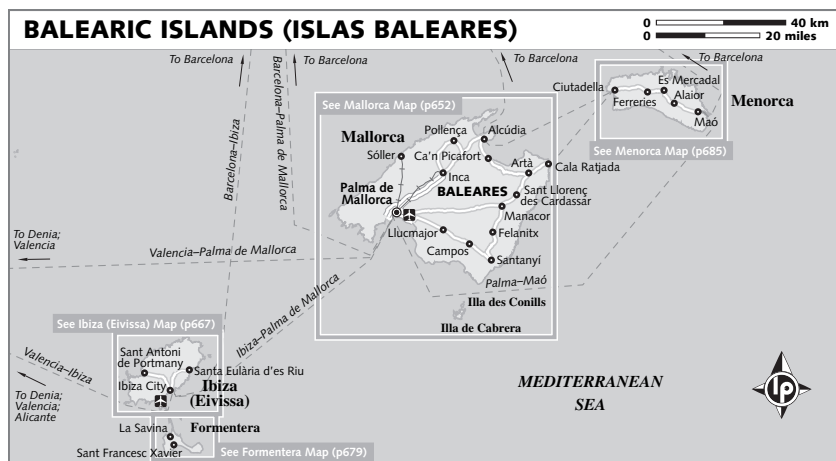 BALEARIC ISLANDS (ISLAS BALEARES)
0 40 km
0 20 miles
To Barcelona
To Barcelona
To Barcelona
To Barcelona
Barcelona–Ibiza
Barcelona–Palma de Mallorca
See Mallorca Map (p652)
Ciutadella
Es Mercadal
Ferreries
Alaior
Maó
Menorca
See Menorca Map (p685)
Mallorca
Pollença
Alcúdia
Sóller
Ca'n Picafort
Inca
Artà
Cala Ratjada
BALEARES
Palma de
Mallorca
Sant Llorenç
des Cardassar
Manacor
Llucmajor
Felanitx
Campos
Santanyí
Palma–Maó
Illa des Conills
Illa de Cabrera
To Denia;
Valencia
Valencia–Palma de Mallorca
Ibiza–Palma de Mallorca
See Ibiza (Eivissa) Map (p667)
Valencia–Ibiza
Sant Antoni
de Portmany
Santa Eulària d'es Riu
Ibiza City
Ibiza
(Eivissa)
To Denia;
Valencia;
Alicante
La Savina
Formentera
Sant Francesc Xavier
See Formentera Map (p679)
MEDITERRANEAN
SEA
lp